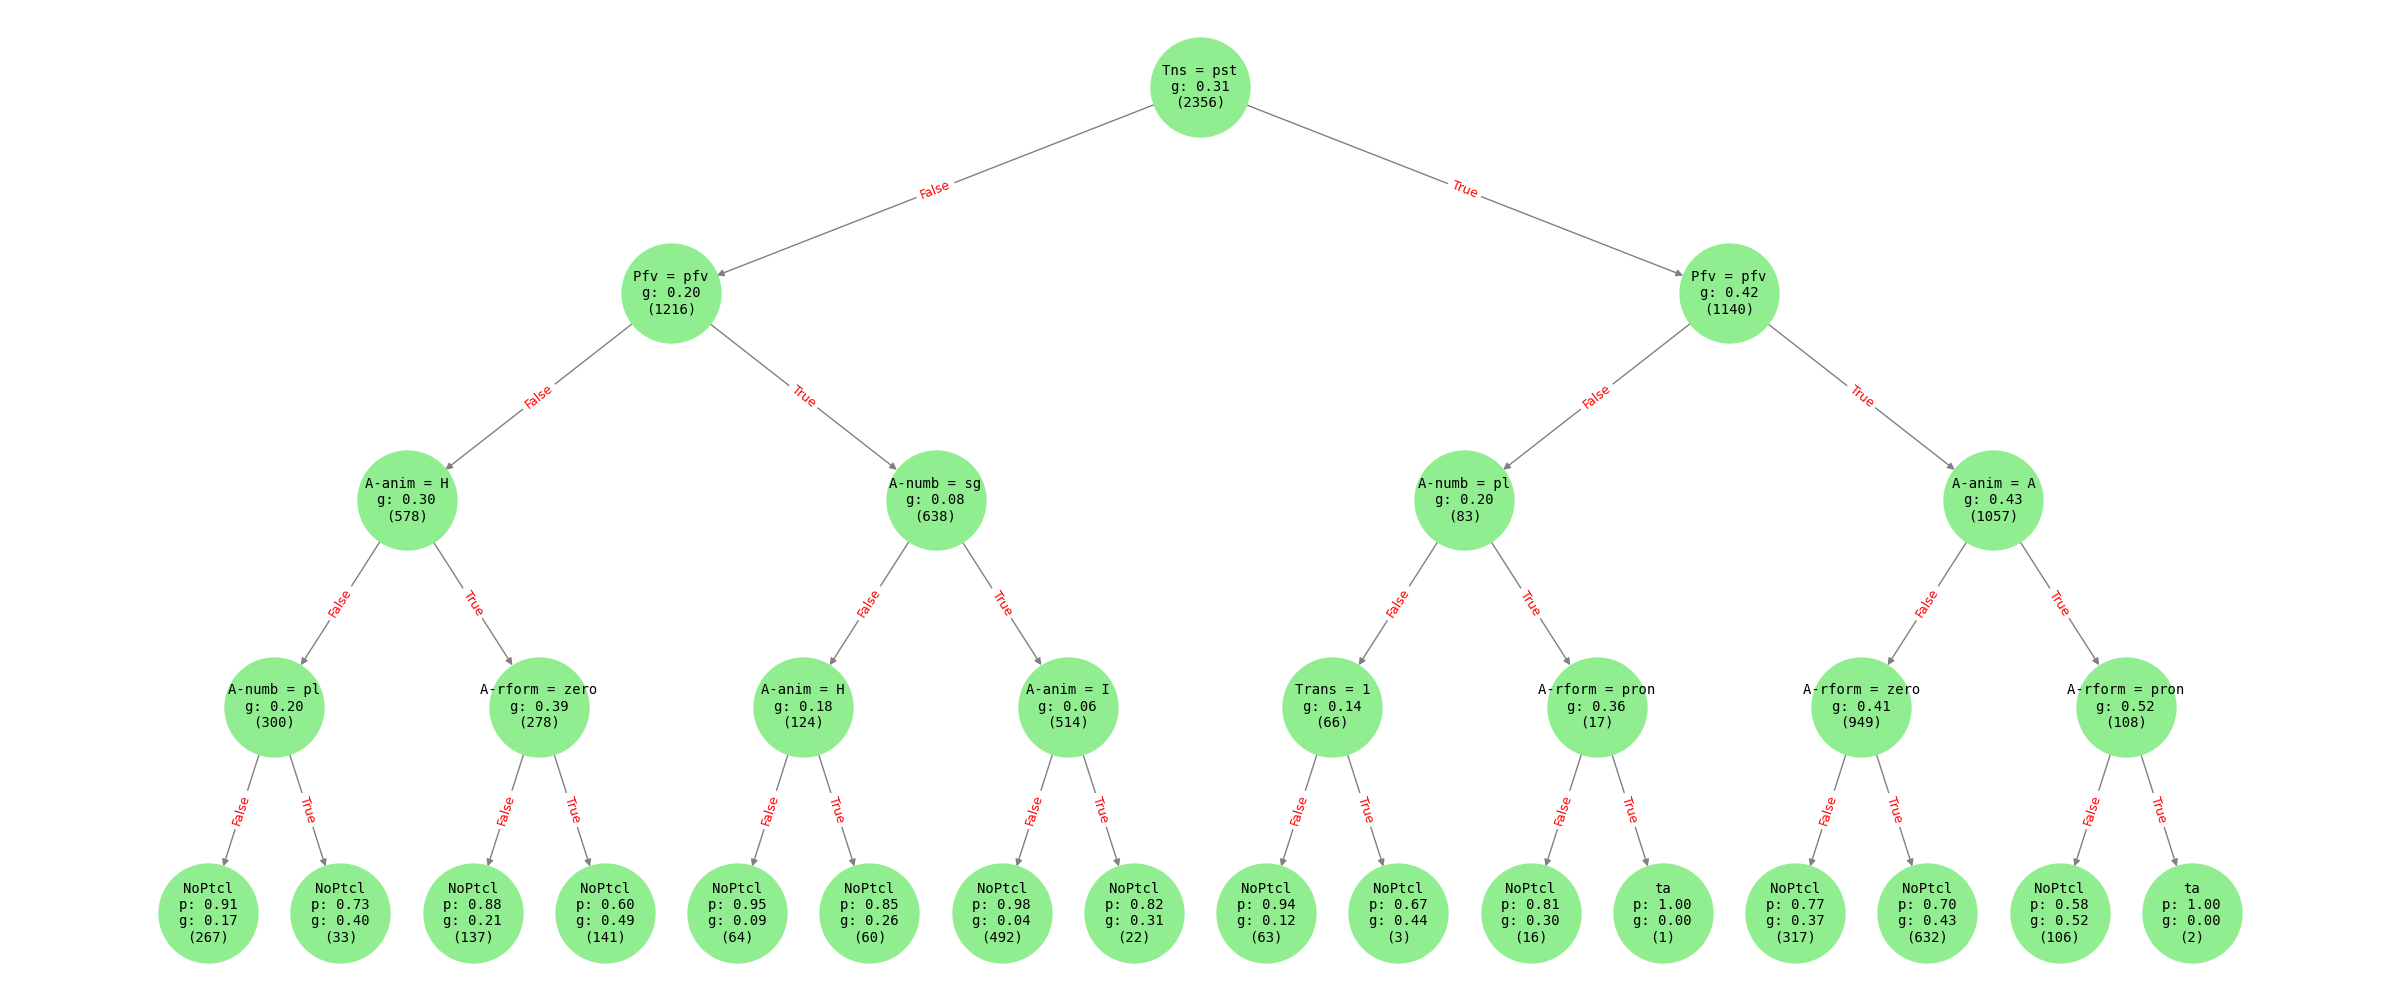 Tns = pst
g: 0.31
(2356)
False
True
Pfv = pfv
g: 0.20
(1216)
Pfv = pfv
g: 0.42
(1140)
False
True
False
True
A-anim = H
g: 0.30
(578)
A-numb = sg
g: 0.08
(638)
A-numb = pl
g: 0.20
(83)
A-anim = A
g: 0.43
(1057)
False
True
False
True
False
True
False
True
A-numb = pl
g: 0.20
(300)
A-rform = zero
g: 0.39
(278)
A-anim = H
g: 0.18
(124)
A-anim = I
g: 0.06
(514)
Trans = 1
g: 0.14
(66)
A-rform = pron
g: 0.36
(17)
A-rform = zero
g: 0.41
(949)
A-rform = pron
g: 0.52
(108)
False
True
False
True
False
True
False
True
False
True
False
True
False
True
False
True
NoPtcl
p: 0.91
g: 0.17
(267)
NoPtcl
p: 0.73
g: 0.40
(33)
NoPtcl
p: 0.88
g: 0.21
(137)
NoPtcl
p: 0.60
g: 0.49
(141)
NoPtcl
p: 0.95
g: 0.09
(64)
NoPtcl
p: 0.85
g: 0.26
(60)
NoPtcl
p: 0.98
g: 0.04
(492)
NoPtcl
p: 0.82
g: 0.31
(22)
NoPtcl
p: 0.94
g: 0.12
(63)
NoPtcl
p: 0.67
g: 0.44
(3)
NoPtcl
p: 0.81
g: 0.30
(16)
ta
p: 1.00
g: 0.00
(1)
NoPtcl
p: 0.77
g: 0.37
(317)
NoPtcl
p: 0.70
g: 0.43
(632)
NoPtcl
p: 0.58
g: 0.52
(106)
ta
p: 1.00
g: 0.00
(2)